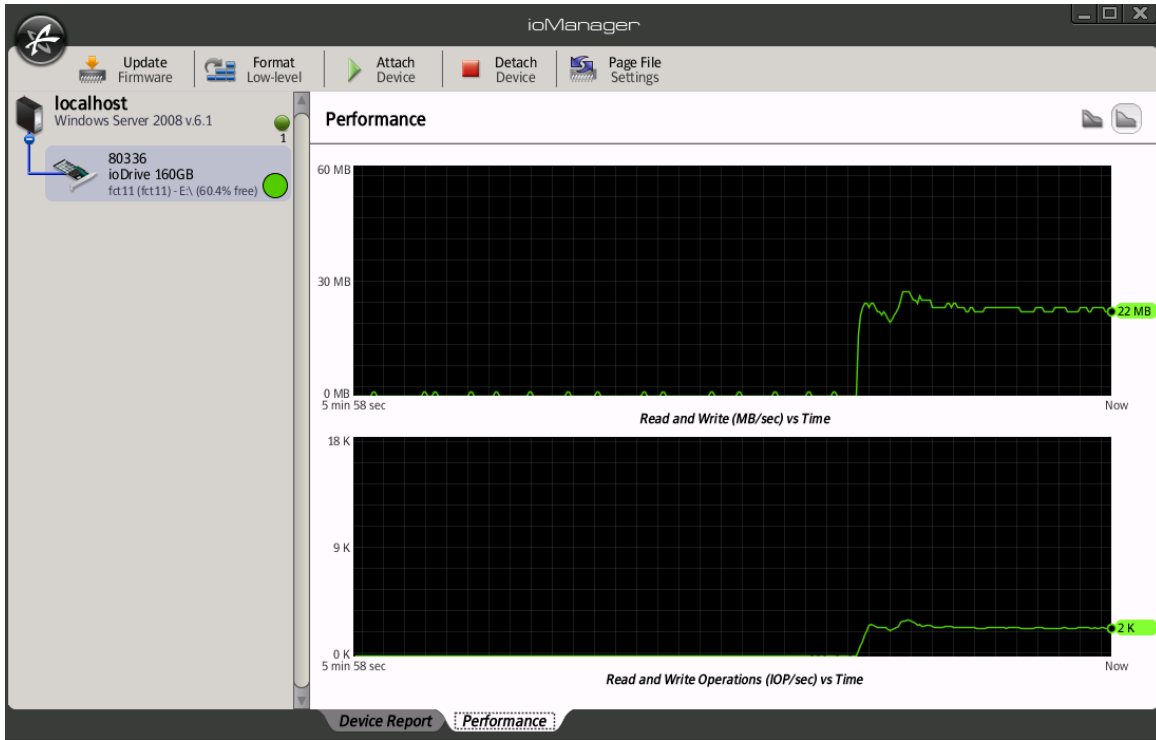 ioManager
Update
Firmware
Format
Low-level
Attach
Device
Detach
Device
Page File
Settings
localhost
Windows Server 2008 v.6.1
1
80336
ioDrive 160GB
fct11 (fct11) - E:\ (60.4% free)
Performance
60 MB
30 MB
22 MB
0 MB
5 min 58 sec
Now
Read and Write (MB/sec) vs Time
18 K
9 K
2 K
0 K
5 min 58 sec
Now
Read and Write Operations (IOP/sec) vs Time
Device Report
Performance